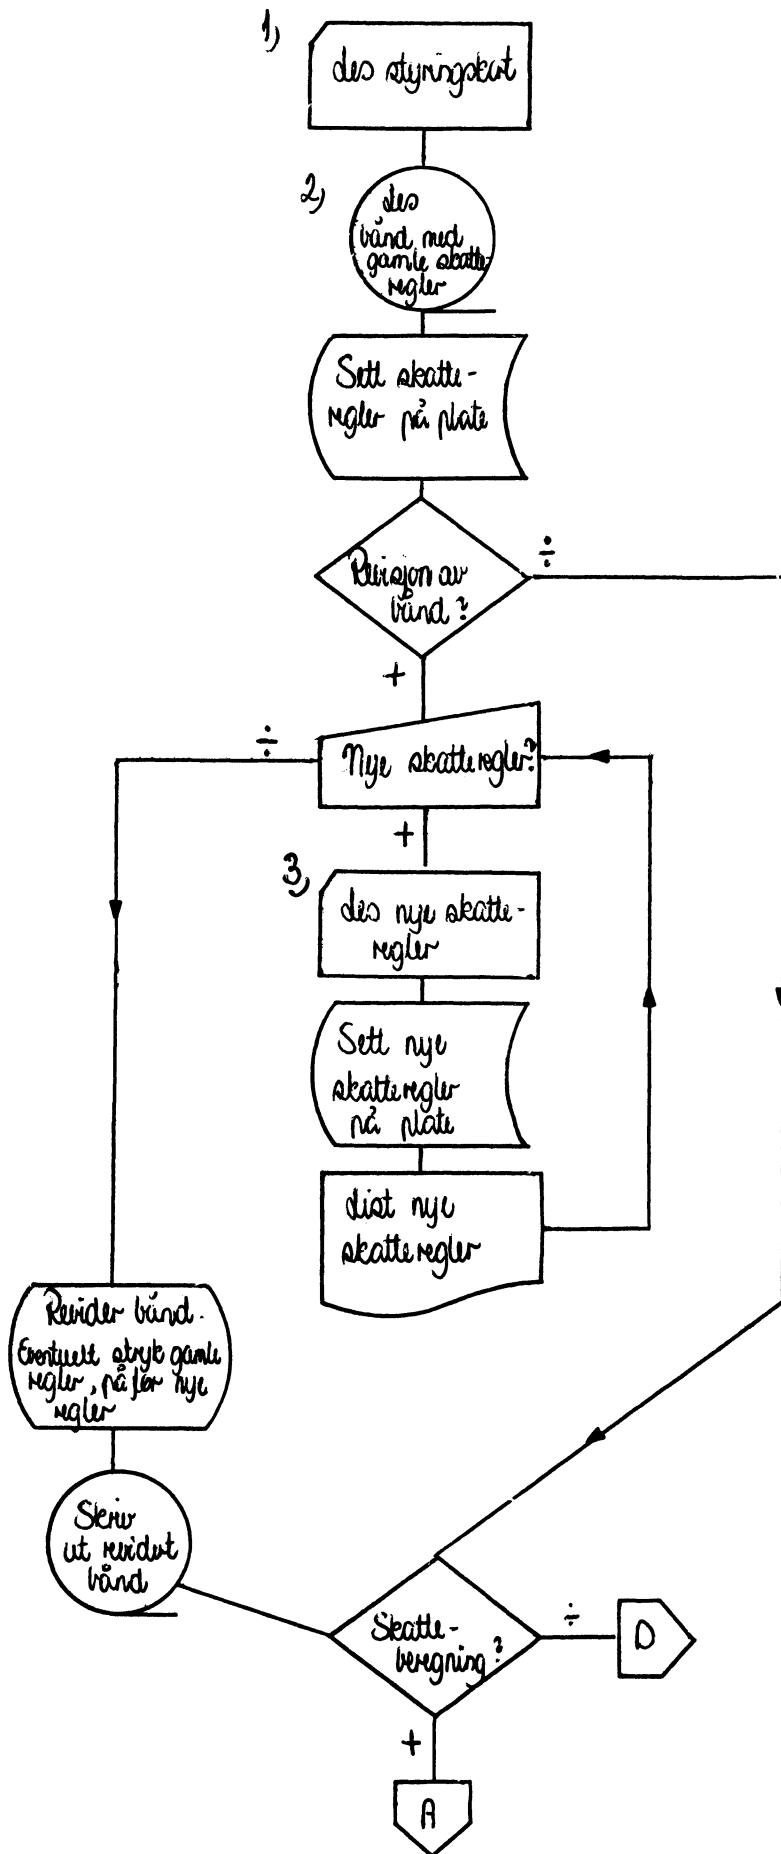 1)
Les styringskort
2)
Les
bånd med
gamle skatte-
regler
Sett skatte-
regler på plate
Revisjon av
bånd?
÷
+
Nye skatteregler?
÷
+
3)
Les nye skatte-
regler
Sett nye
skatteregler
på plate
List nye
skatteregler
Revider bånd.
Eventuelt stryk gamle
regler, påfør nye
regler
Skriv
ut revidert
bånd
Skatte-
beregning?
÷
D
+
A